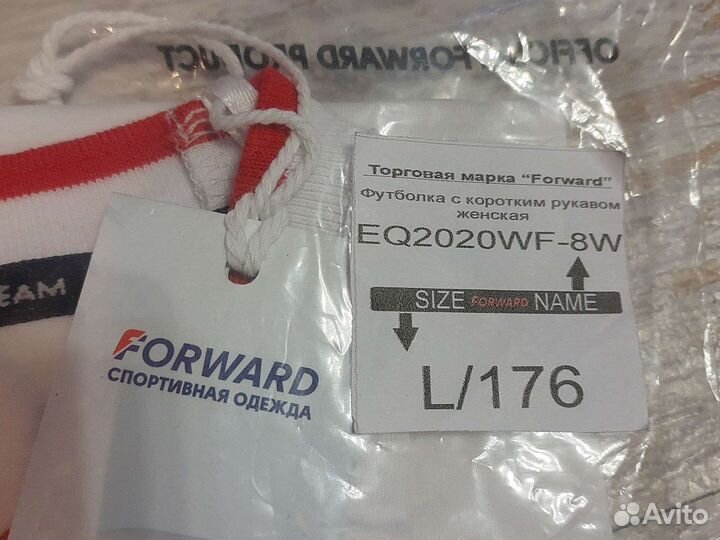 OFFICIAL FORWARD PRODUCT
Торговая марка "Forward"
Футболка с коротким рукавом
женская
EQ2020WF-8W
SIZE FORWARD NAME
L/176
EAM
FORWARD
СПОРТИВНАЯ ОДЕЖДА
Avito